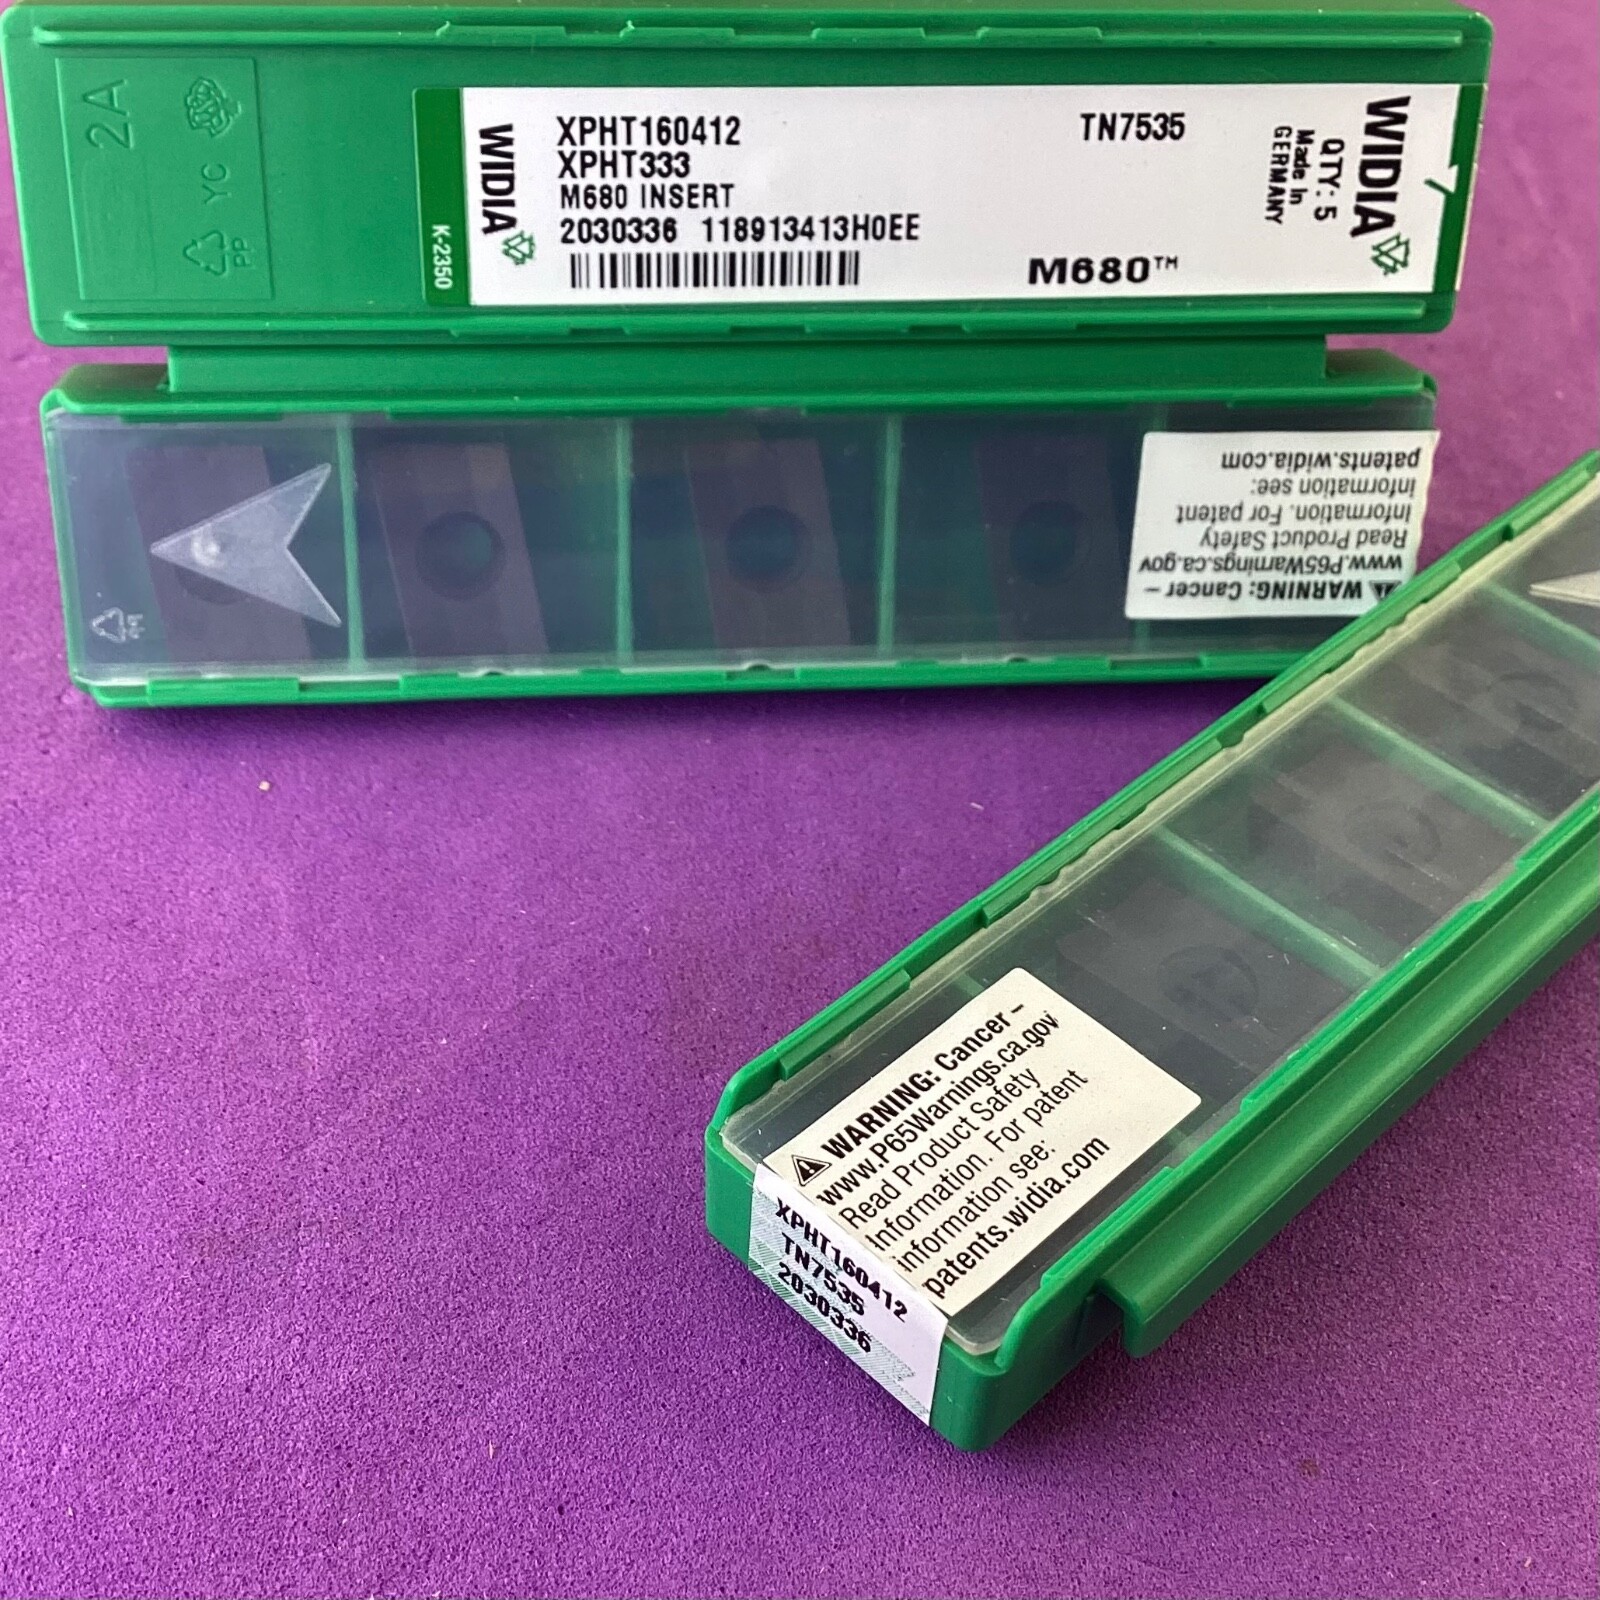 2A
YC
PP
K-2350
WIDIA
XPHT160412
XPHT333
M680 INSERT
2030336 118913413H0EE
TN7535
M680™
WIDIA
QTY: 5
Made In
GERMANY
⚠ WARNING: Cancer –
www.P65Warnings.ca.gov
Read Product Safety
Information. For patent
information see:
patents.widia.com
⚠ WARNING: Cancer –
www.P65Warnings.ca.gov
Read Product Safety
Information. For patent
information see:
patents.widia.com
XPHT160412
TN7535
2030336